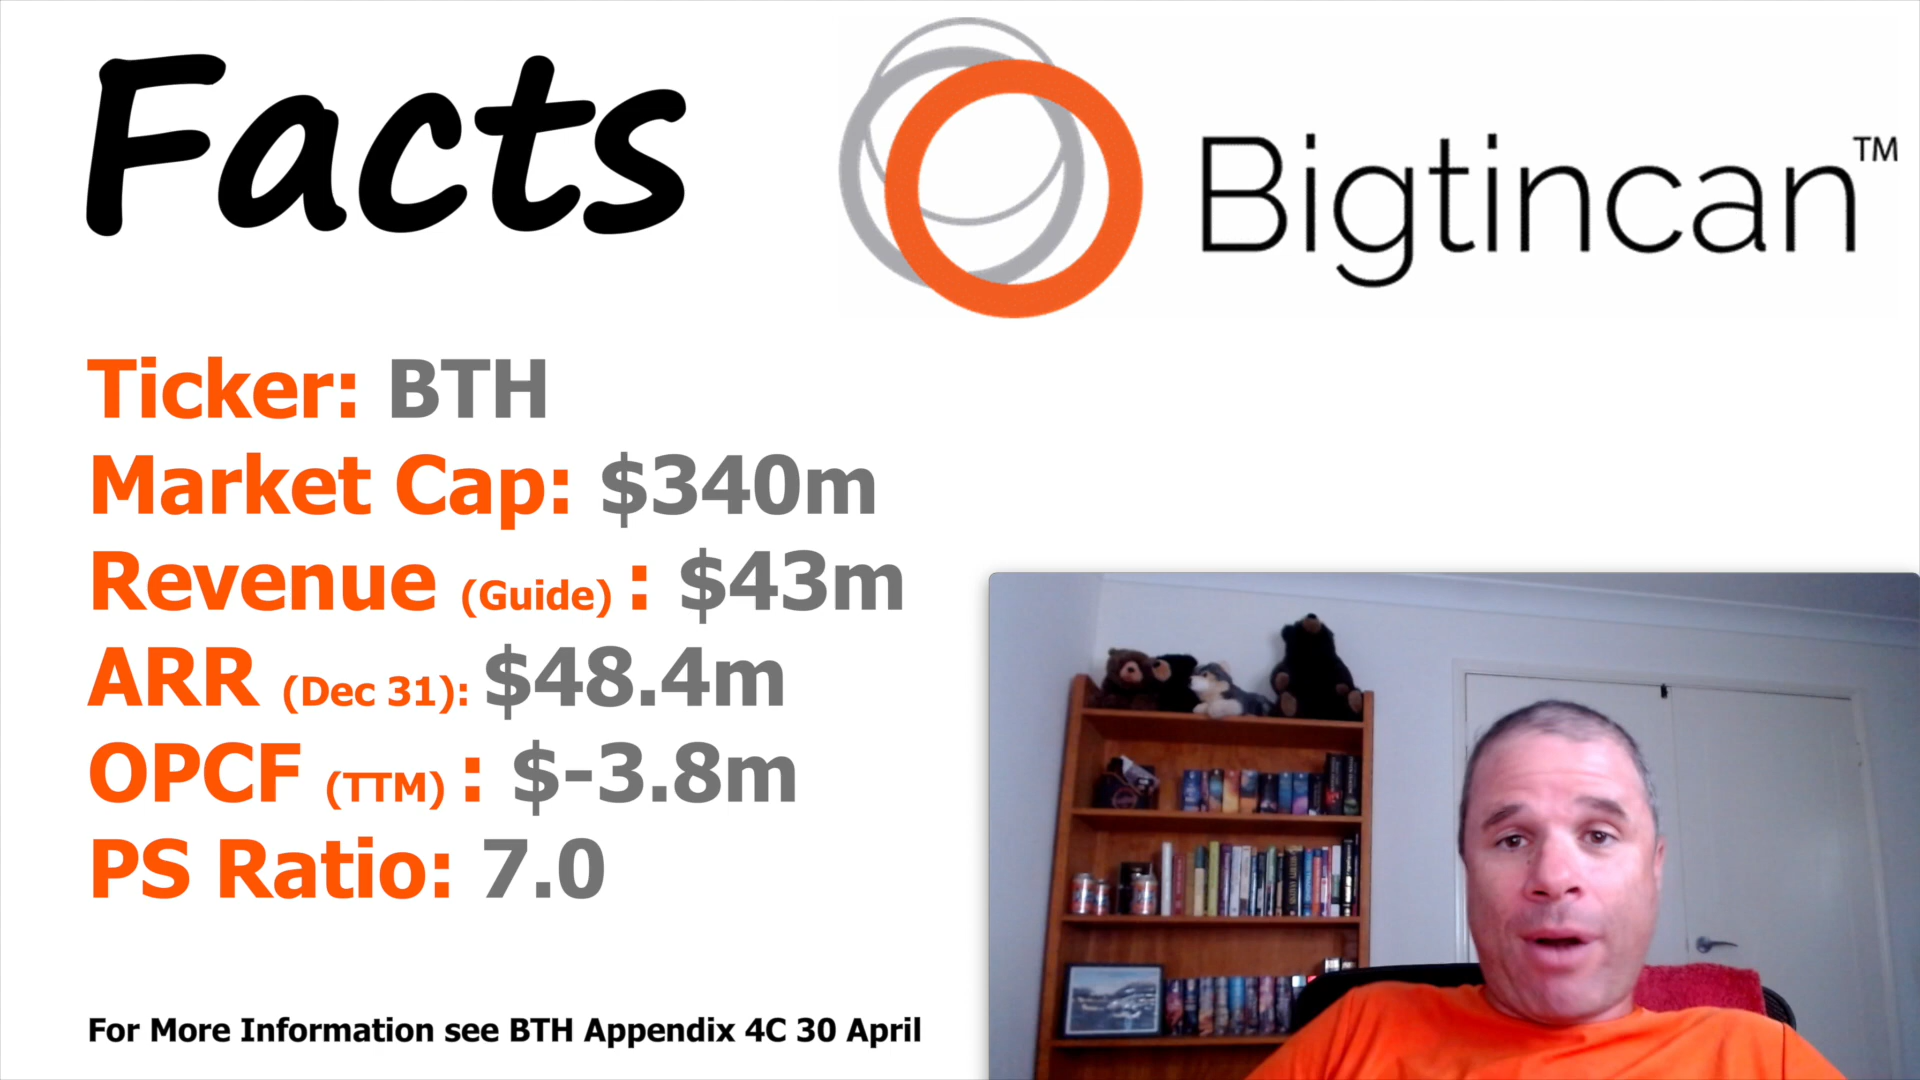 Facts
Bigtincan™
Ticker: BTH
Market Cap: $340m
Revenue (Guide) : $43m
ARR (Dec 31): $48.4m
OPCF (TTM) : $-3.8m
PS Ratio: 7.0
For More Information see BTH Appendix 4C 30 April